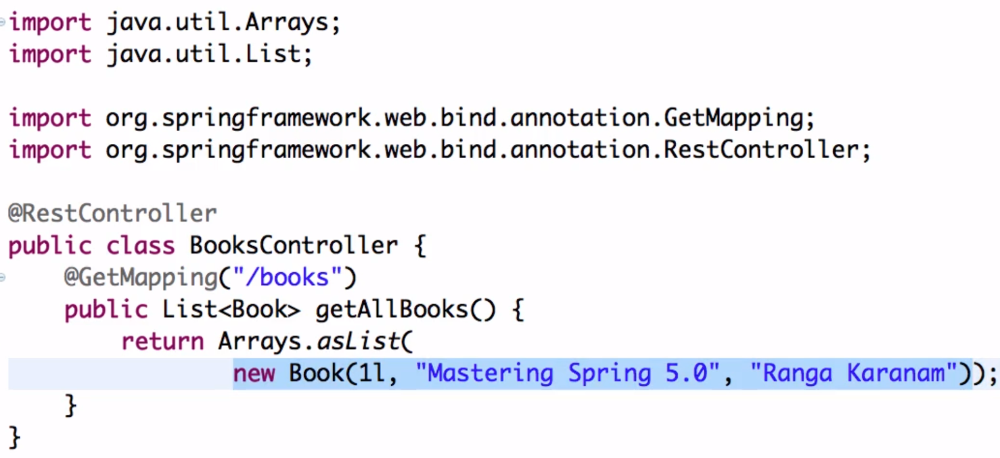 import java.util.Arrays;
import java.util.List;
import org.springframework.web.bind.annotation.GetMapping;
import org.springframework.web.bind.annotation.RestController;
@RestController
public class BooksController {
@GetMapping("/books")
public List<Book> getAllBooks() {
return Arrays.asList(
new Book(1l, "Mastering Spring 5.0", "Ranga Karanam"));
}
}